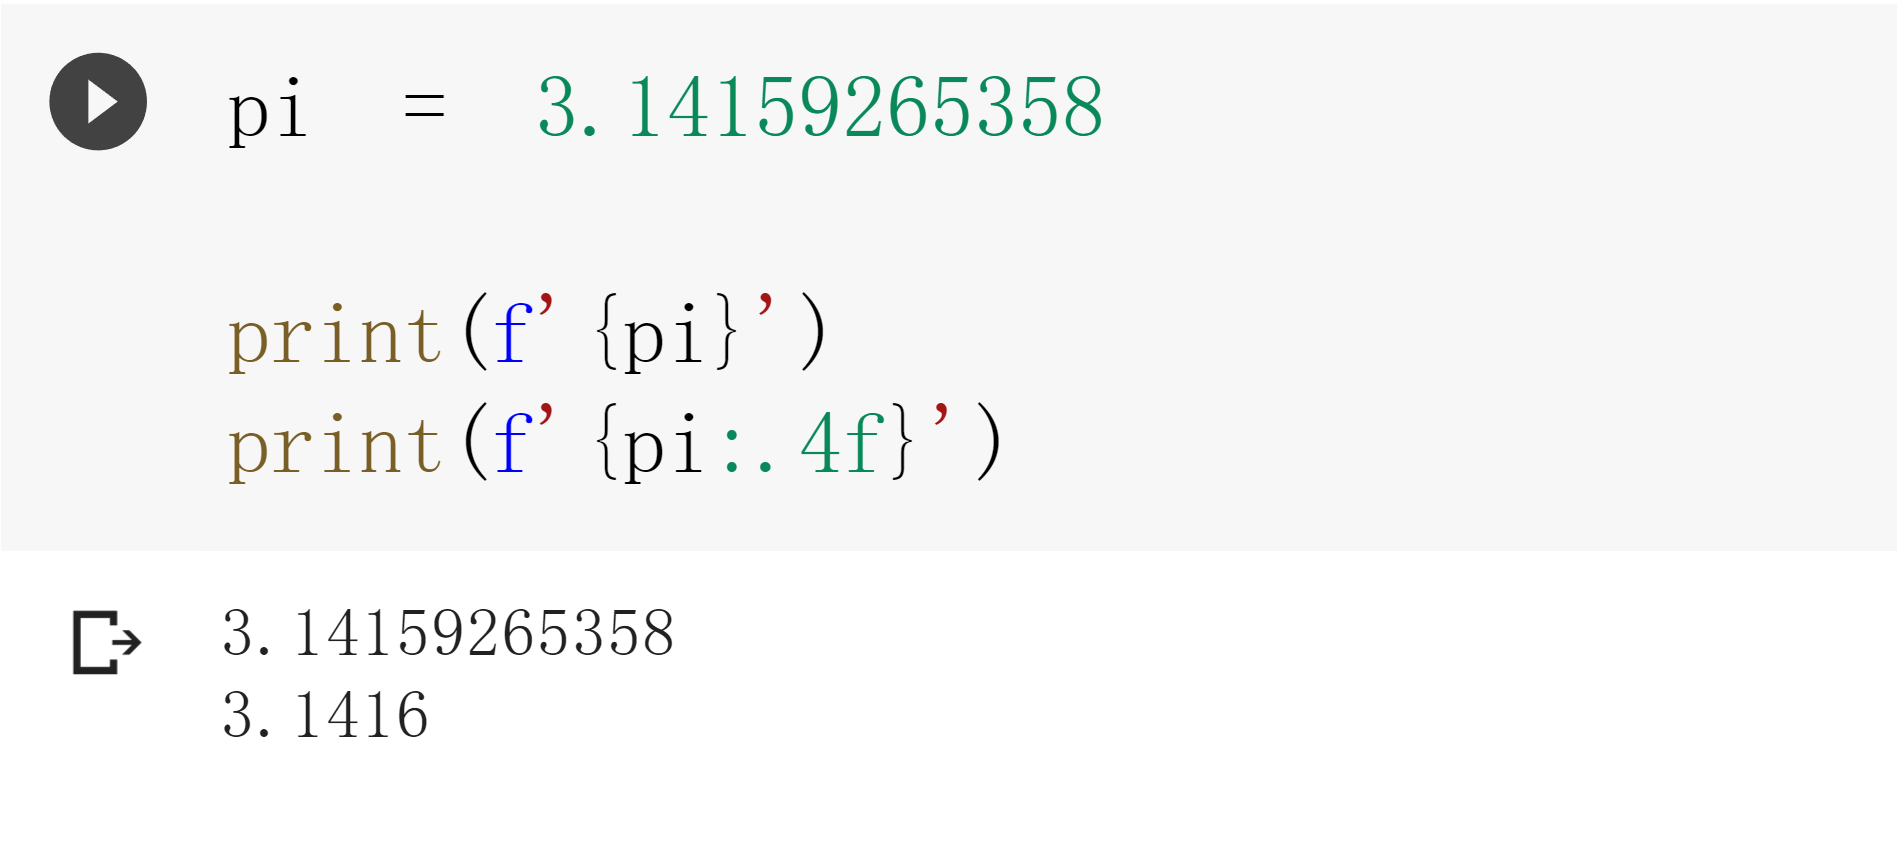 pi = 3.14159265358
print(f'{pi}')
print(f'{pi:.4f}')
3.14159265358
3.1416